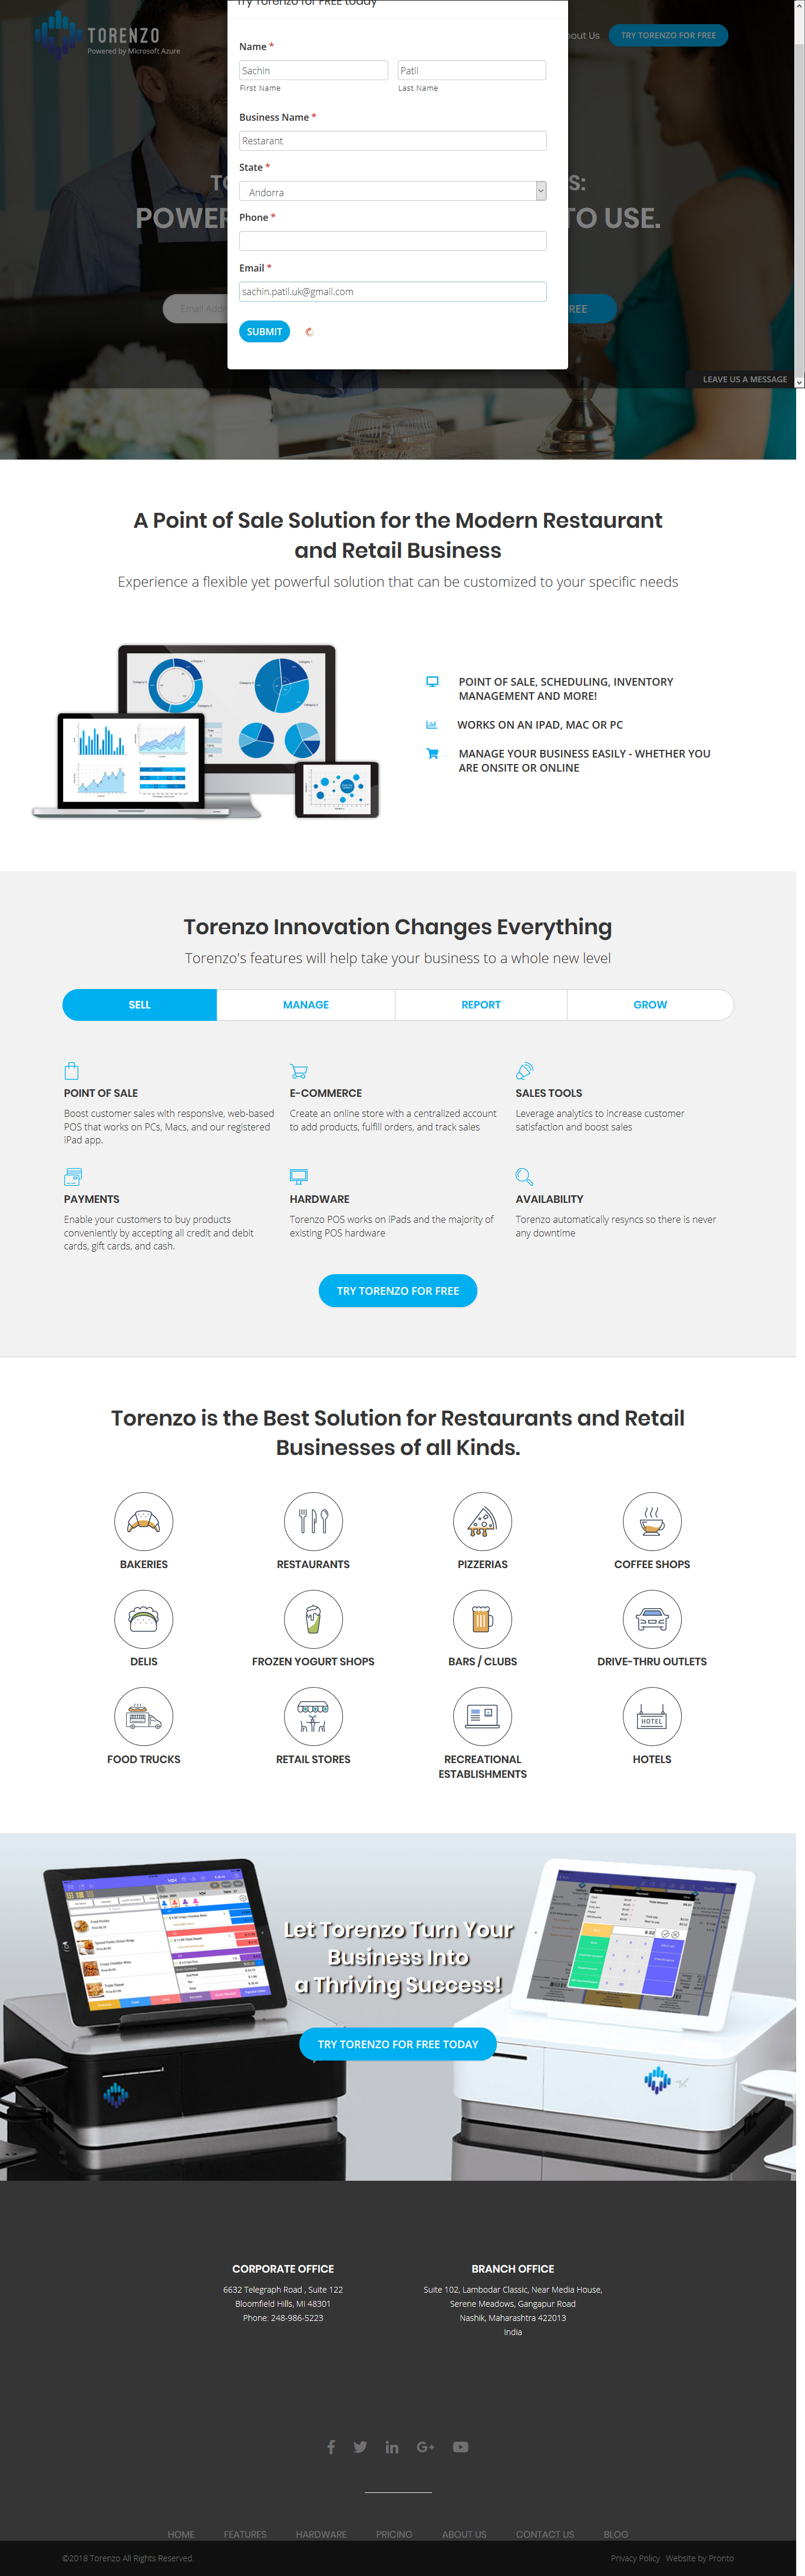 Try Torenzo for FREE today
TORENZO
Powered by Microsoft Azure
out Us
TRY TORENZO FOR FREE
Name *
Sachin
Patil
First Name
Last Name
Business Name *
Restarant
State *
Andorra
Phone *
Email *
sachin.patil.uk@gmail.com
SUBMIT
S:
POWER
TO USE.
Email Addr
REE
LEAVE US A MESSAGE
A Point of Sale Solution for the Modern Restaurant
and Retail Business
Experience a flexible yet powerful solution that can be customized to your specific needs
POINT OF SALE, SCHEDULING, INVENTORY
MANAGEMENT AND MORE!
WORKS ON AN IPAD, MAC OR PC
MANAGE YOUR BUSINESS EASILY - WHETHER YOU
ARE ONSITE OR ONLINE
Torenzo Innovation Changes Everything
Torenzo's features will help take your business to a whole new level
SELL
MANAGE
REPORT
GROW
POINT OF SALE
Boost customer sales with responsive, web-based
POS that works on PCs, Macs, and our registered
iPad app.
E-COMMERCE
Create an online store with a centralized account
to add products, fulfill orders, and track sales
SALES TOOLS
Leverage analytics to increase customer
satisfaction and boost sales
PAYMENTS
Enable your customers to buy products
conveniently by accepting all credit and debit
cards, gift cards, and cash.
HARDWARE
Torenzo POS works on iPads and the majority of
existing POS hardware
AVAILABILITY
Torenzo automatically resyncs so there is never
any downtime
TRY TORENZO FOR FREE
Torenzo is the Best Solution for Restaurants and Retail
Businesses of all Kinds.
BAKERIES
RESTAURANTS
PIZZERIAS
COFFEE SHOPS
DELIS
FROZEN YOGURT SHOPS
BARS / CLUBS
DRIVE-THRU OUTLETS
HOTEL
FOOD TRUCKS
RETAIL STORES
RECREATIONAL
ESTABLISHMENTS
HOTELS
Let Torenzo Turn Your
Business Into
a Thriving Success!
TRY TORENZO FOR FREE TODAY
CORPORATE OFFICE
6632 Telegraph Road , Suite 122
Bloomfield Hills, MI 48301
Phone: 248-986-5223
BRANCH OFFICE
Suite 102, Lambodar Classic, Near Media House,
Serene Meadows, Gangapur Road
Nashik, Maharashtra 422013
India
HOME
FEATURES
HARDWARE
PRICING
ABOUT US
CONTACT US
BLOG
©2018 Torenzo All Rights Reserved.
Privacy Policy
Website by Pronto